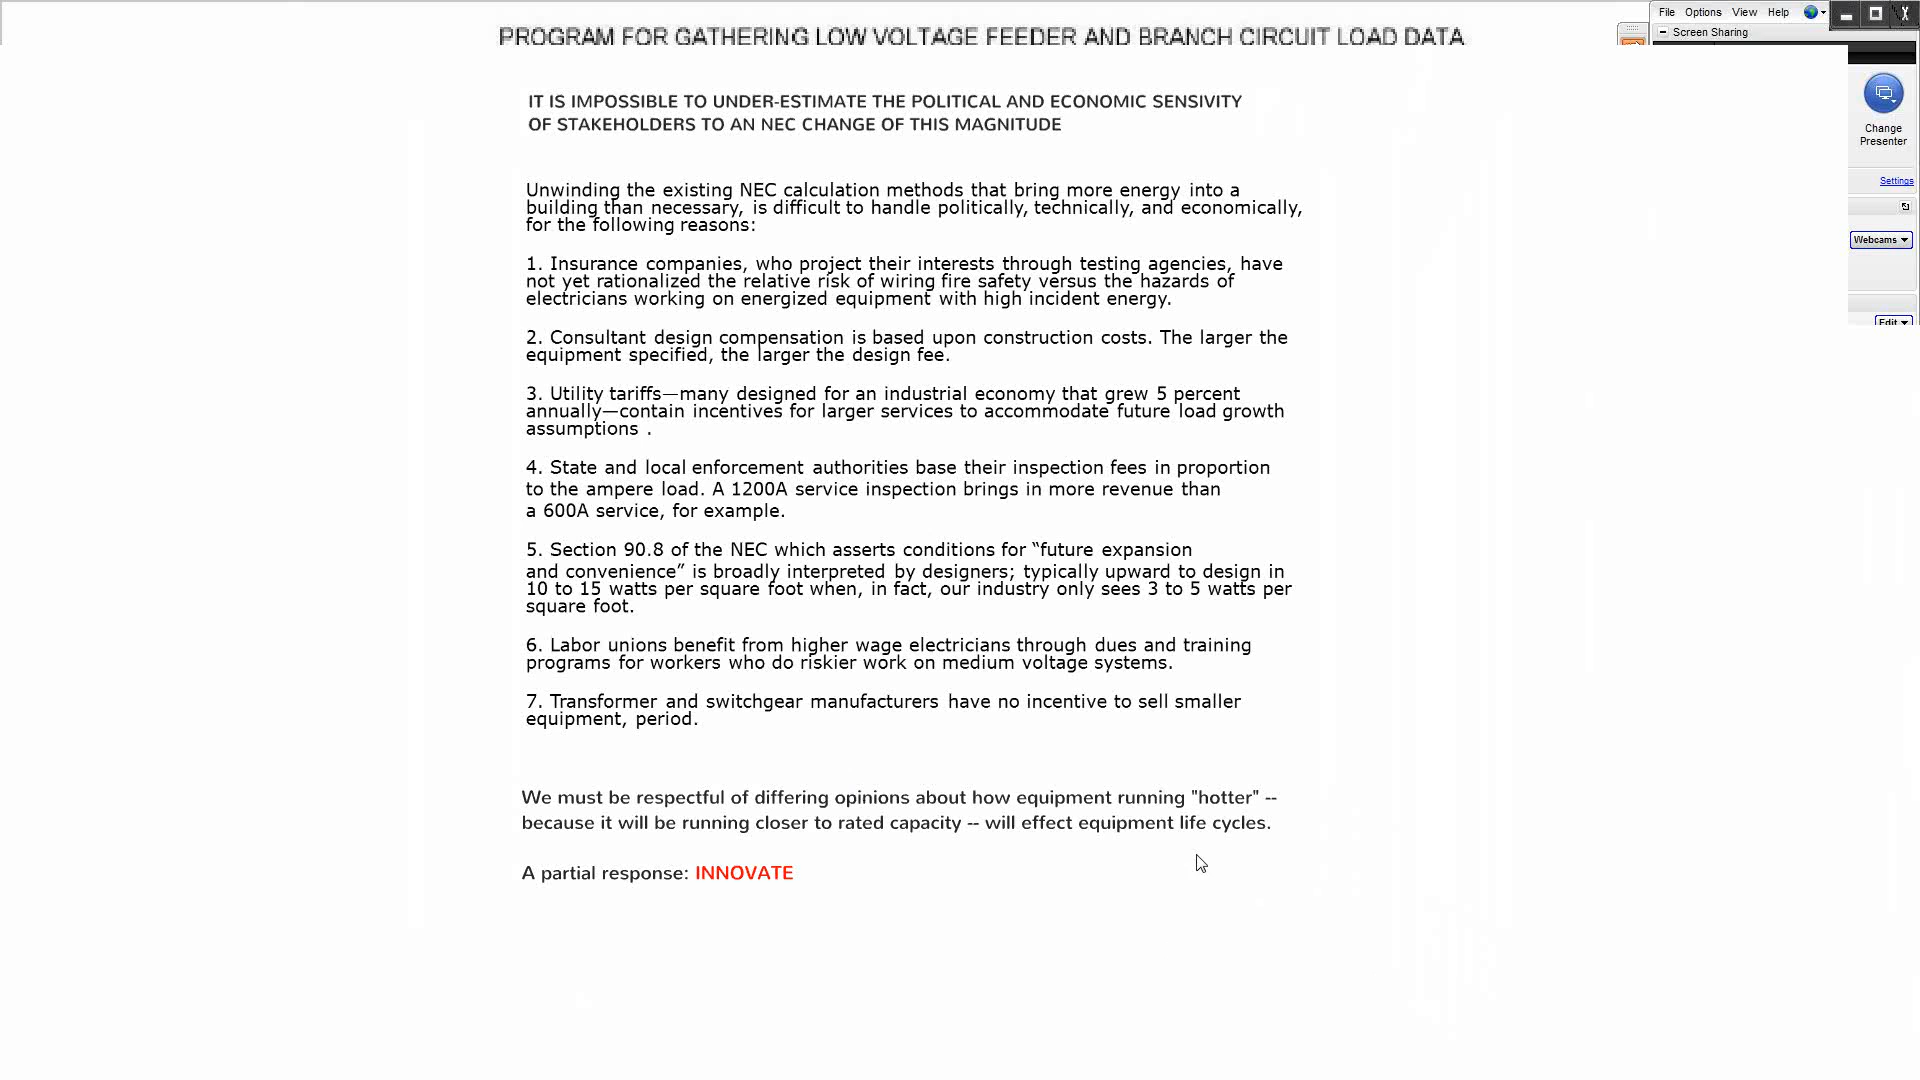 File Options View Help
Screen Sharing
PROGRAM FOR GATHERING LOW VOLTAGE FEEDER AND BRANCH CIRCUIT LOAD DATA
IT IS IMPOSSIBLE TO UNDER-ESTIMATE THE POLITICAL AND ECONOMIC SENSIVITY
OF STAKEHOLDERS TO AN NEC CHANGE OF THIS MAGNITUDE
Unwinding the existing NEC calculation methods that bring more energy into a
building than necessary, is difficult to handle politically, technically, and economically,
for the following reasons:
1. Insurance companies, who project their interests through testing agencies, have
not yet rationalized the relative risk of wiring fire safety versus the hazards of
electricians working on energized equipment with high incident energy.
2. Consultant design compensation is based upon construction costs. The larger the
equipment specified, the larger the design fee.
3. Utility tariffs—many designed for an industrial economy that grew 5 percent
annually—contain incentives for larger services to accommodate future load growth
assumptions .
4. State and local enforcement authorities base their inspection fees in proportion
to the ampere load. A 1200A service inspection brings in more revenue than
a 600A service, for example.
5. Section 90.8 of the NEC which asserts conditions for “future expansion
and convenience” is broadly interpreted by designers; typically upward to design in
10 to 15 watts per square foot when, in fact, our industry only sees 3 to 5 watts per
square foot.
6. Labor unions benefit from higher wage electricians through dues and training
programs for workers who do riskier work on medium voltage systems.
7. Transformer and switchgear manufacturers have no incentive to sell smaller
equipment, period.
We must be respectful of differing opinions about how equipment running "hotter" --
because it will be running closer to rated capacity -- will effect equipment life cycles.
A partial response: INNOVATE
Change
Presenter
Settings
Webcams
Edit